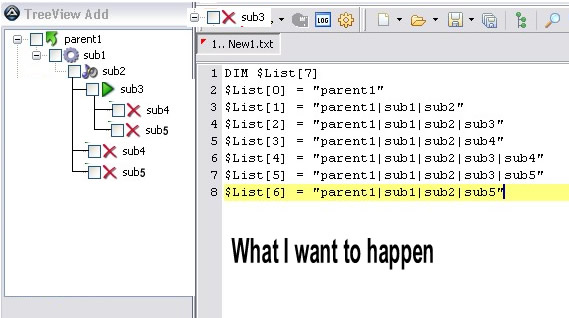 TreeView Add
parent1
sub1
sub2
sub3
sub4
sub5
sub4
sub5
sub3
LOG
1.. New1.txt
1 DIM $List[7]
2 $List[0] = "parent1"
3 $List[1] = "parent1|sub1|sub2"
4 $List[2] = "parent1|sub1|sub2|sub3"
5 $List[3] = "parent1|sub1|sub2|sub4"
6 $List[4] = "parent1|sub1|sub2|sub3|sub4"
7 $List[5] = "parent1|sub1|sub2|sub3|sub5"
8 $List[6] = "parent1|sub1|sub2|sub5"
What I want to happen